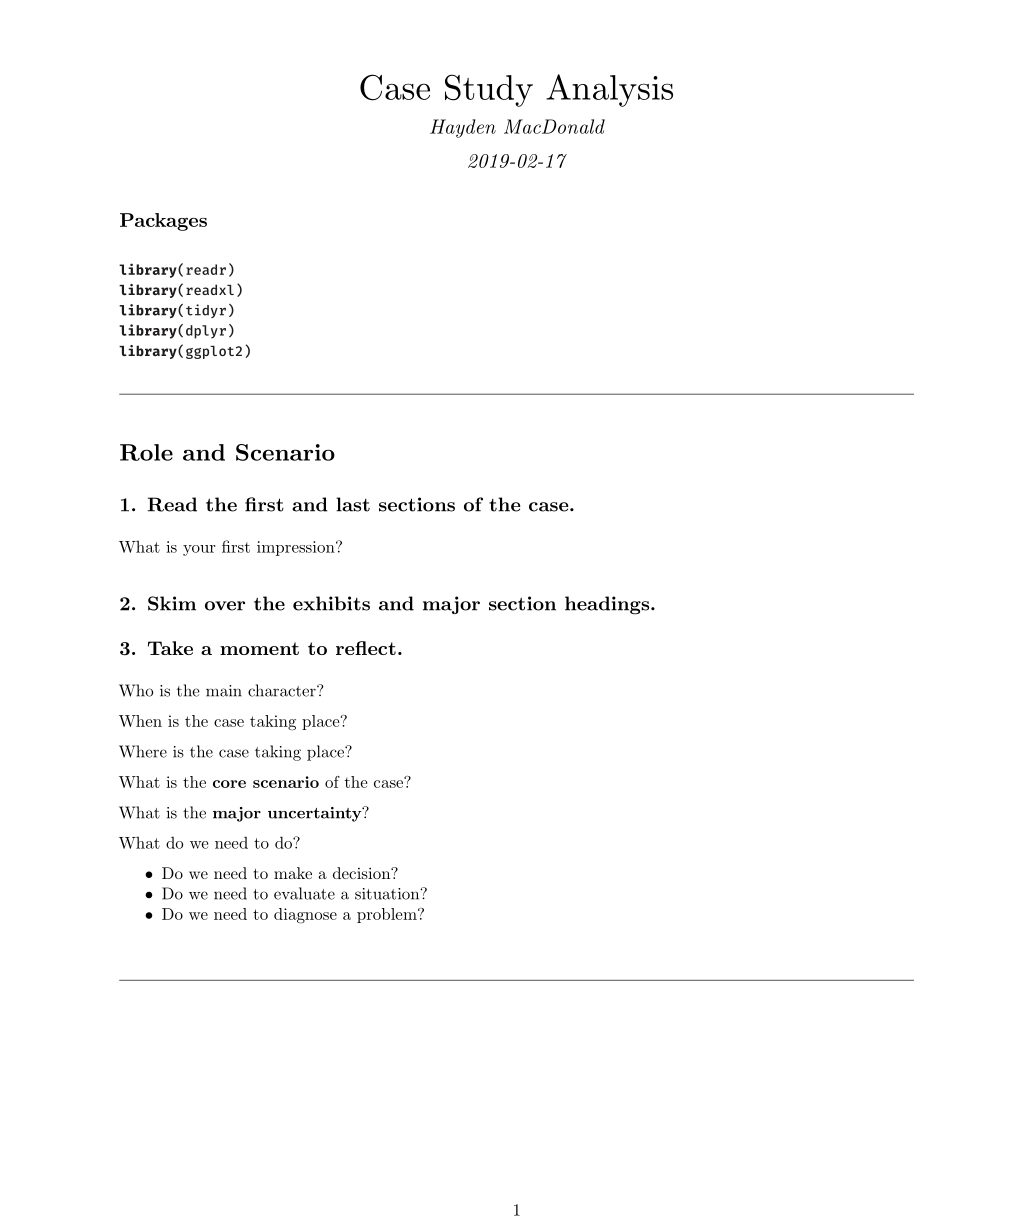 Case Study Analysis
Hayden MacDonald
2019-02-17
Packages
library(readr)
library(readxl)
library(tidyr)
library(dplyr)
library(ggplot2)
Role and Scenario
1. Read the first and last sections of the case.
What is your first impression?
2. Skim over the exhibits and major section headings.
3. Take a moment to reflect.
Who is the main character?
When is the case taking place?
Where is the case taking place?
What is the core scenario of the case?
What is the major uncertainty?
What do we need to do?
• Do we need to make a decision?
• Do we need to evaluate a situation?
• Do we need to diagnose a problem?
1